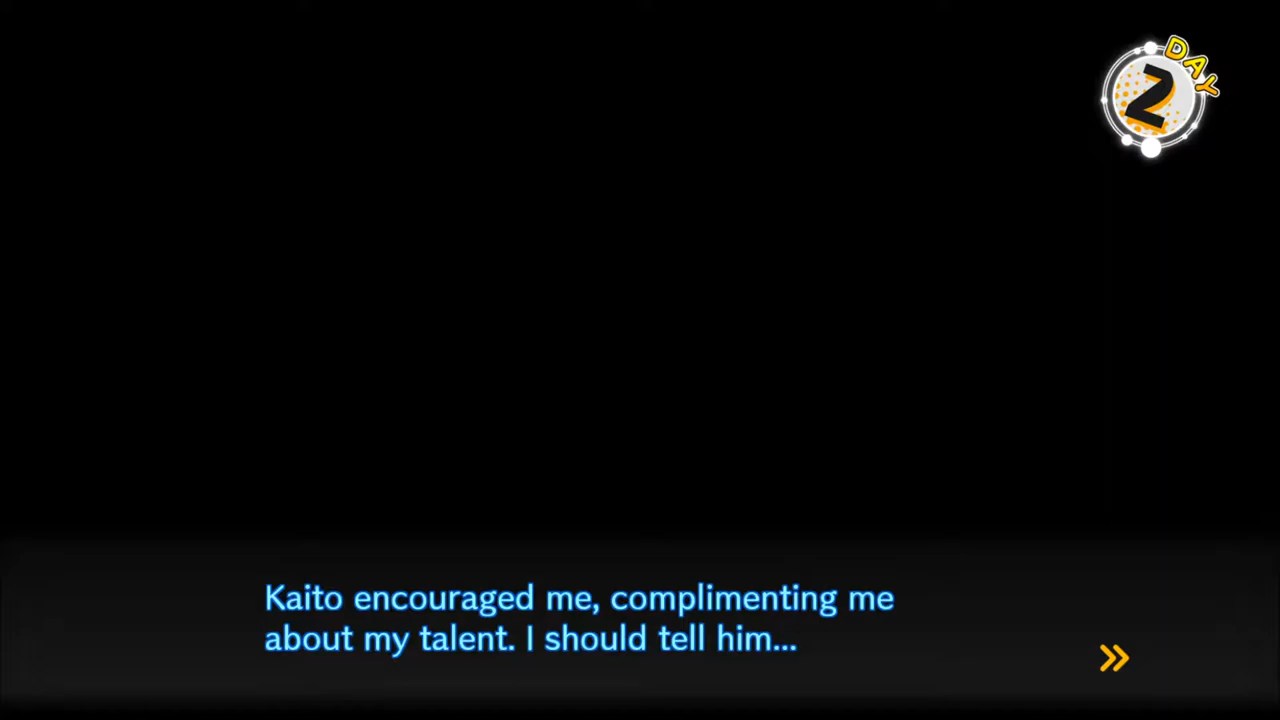 DAY
2
Kaito encouraged me, complimenting me
about my talent. I should tell him...